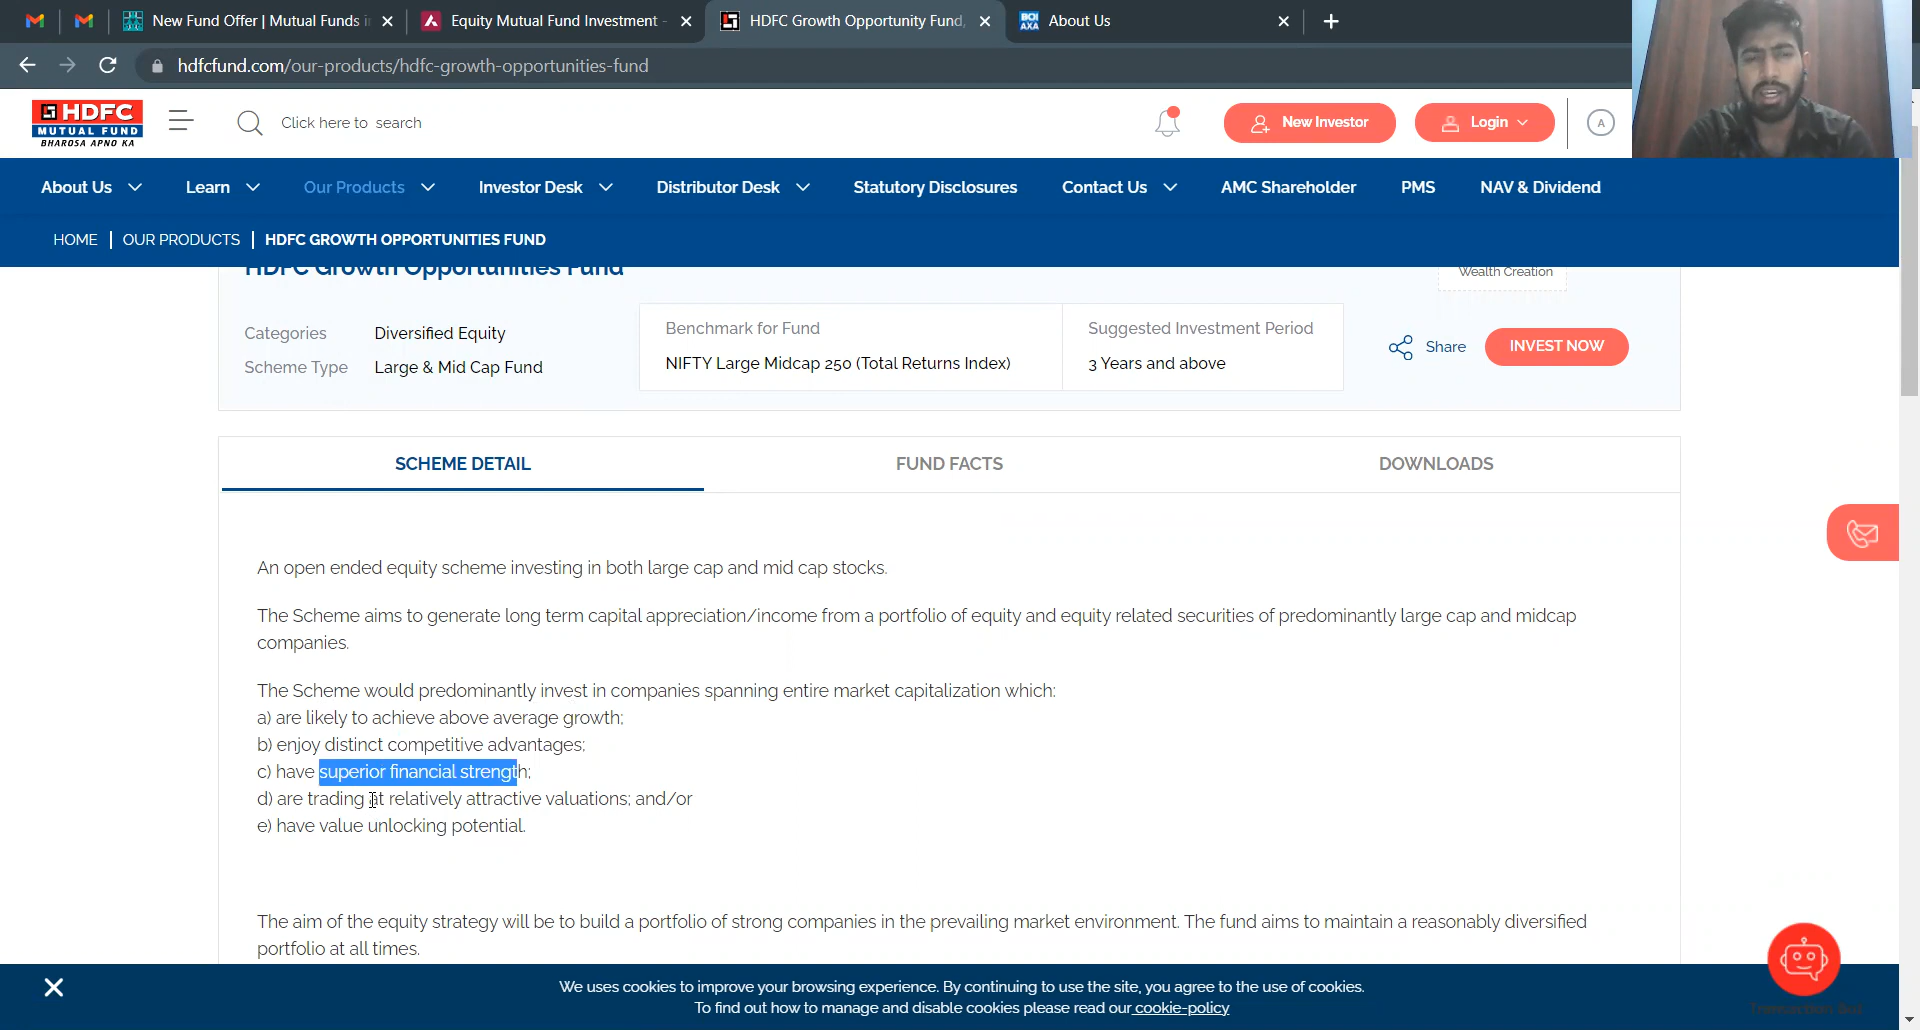 New Fund Offer | Mutual Funds i
Equity Mutual Fund Investment -
HDFC Growth Opportunity Fund,
BOI AXA About Us
hdfcfund.com/our-products/hdfc-growth-opportunities-fund
HDFC
MUTUAL FUND
BHAROSA APNO KA
Click here to search
New Investor
Login
A
About Us
Learn
Our Products
Investor Desk
Distributor Desk
Statutory Disclosures
Contact Us
AMC Shareholder
PMS
NAV & Dividend
HOME | OUR PRODUCTS | HDFC GROWTH OPPORTUNITIES FUND
HDFC Growth Opportunities Fund
Wealth Creation
Categories Diversified Equity
Scheme Type Large & Mid Cap Fund
Benchmark for Fund
NIFTY Large Midcap 250 (Total Returns Index)
Suggested Investment Period
3 Years and above
Share
INVEST NOW
SCHEME DETAIL
FUND FACTS
DOWNLOADS
An open ended equity scheme investing in both large cap and mid cap stocks.
The Scheme aims to generate long term capital appreciation/income from a portfolio of equity and equity related securities of predominantly large cap and midcap
companies.
The Scheme would predominantly invest in companies spanning entire market capitalization which:
a) are likely to achieve above average growth;
b) enjoy distinct competitive advantages;
c) have superior financial strength;
d) are trading at relatively attractive valuations; and/or
e) have value unlocking potential.
The aim of the equity strategy will be to build a portfolio of strong companies in the prevailing market environment. The fund aims to maintain a reasonably diversified
portfolio at all times.
We uses cookies to improve your browsing experience. By continuing to use the site, you agree to the use of cookies.
To find out how to manage and disable cookies please read our cookie-policy